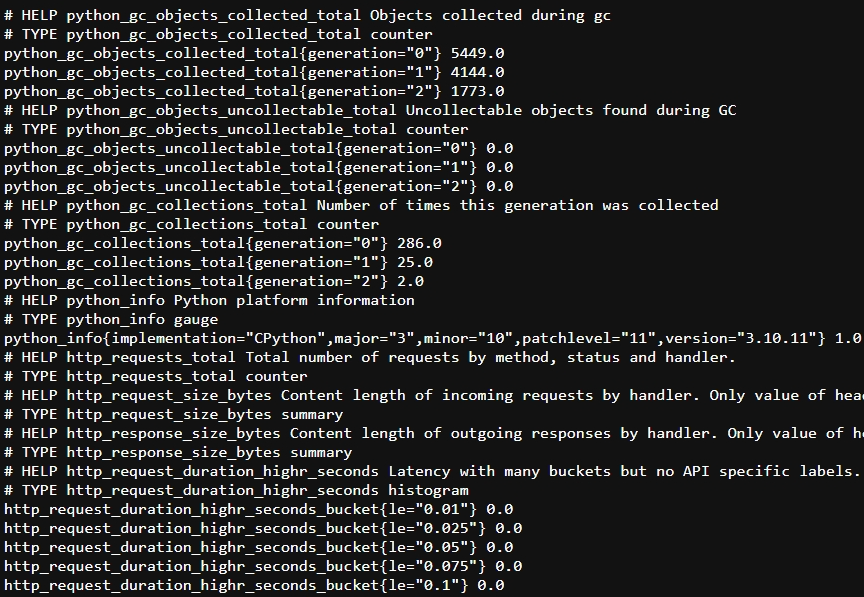 # HELP python_gc_objects_collected_total Objects collected during gc
# TYPE python_gc_objects_collected_total counter
python_gc_objects_collected_total{generation="0"} 5449.0
python_gc_objects_collected_total{generation="1"} 4144.0
python_gc_objects_collected_total{generation="2"} 1773.0
# HELP python_gc_objects_uncollectable_total Uncollectable objects found during GC
# TYPE python_gc_objects_uncollectable_total counter
python_gc_objects_uncollectable_total{generation="0"} 0.0
python_gc_objects_uncollectable_total{generation="1"} 0.0
python_gc_objects_uncollectable_total{generation="2"} 0.0
# HELP python_gc_collections_total Number of times this generation was collected
# TYPE python_gc_collections_total counter
python_gc_collections_total{generation="0"} 286.0
python_gc_collections_total{generation="1"} 25.0
python_gc_collections_total{generation="2"} 2.0
# HELP python_info Python platform information
# TYPE python_info gauge
python_info{implementation="CPython",major="3",minor="10",patchlevel="11",version="3.10.11"} 1.0
# HELP http_requests_total Total number of requests by method, status and handler.
# TYPE http_requests_total counter
# HELP http_request_size_bytes Content length of incoming requests by handler. Only value of hea
# TYPE http_request_size_bytes summary
# HELP http_response_size_bytes Content length of outgoing responses by handler. Only value of h
# TYPE http_response_size_bytes summary
# HELP http_request_duration_highr_seconds Latency with many buckets but no API specific labels.
# TYPE http_request_duration_highr_seconds histogram
http_request_duration_highr_seconds_bucket{le="0.01"} 0.0
http_request_duration_highr_seconds_bucket{le="0.025"} 0.0
http_request_duration_highr_seconds_bucket{le="0.05"} 0.0
http_request_duration_highr_seconds_bucket{le="0.075"} 0.0
http_request_duration_highr_seconds_bucket{le="0.1"} 0.0